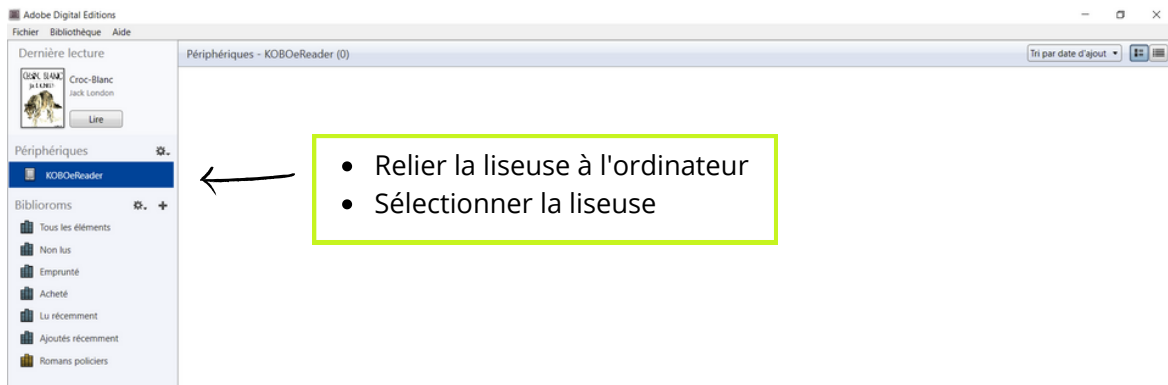 Adobe Digital Editions
Fichier Bibliothèque Aide
Dernière lecture
Croc-Blanc
Jack London
Lire
Périphériques - KOBOeReader (0)
Tri par date d'ajout
Périphériques
KOBOeReader
Biblioroms
Tous les éléments
Non lus
Emprunté
Acheté
Lu récemment
Ajoutés récemment
Romans policiers
• Relier la liseuse à l'ordinateur
• Sélectionner la liseuse